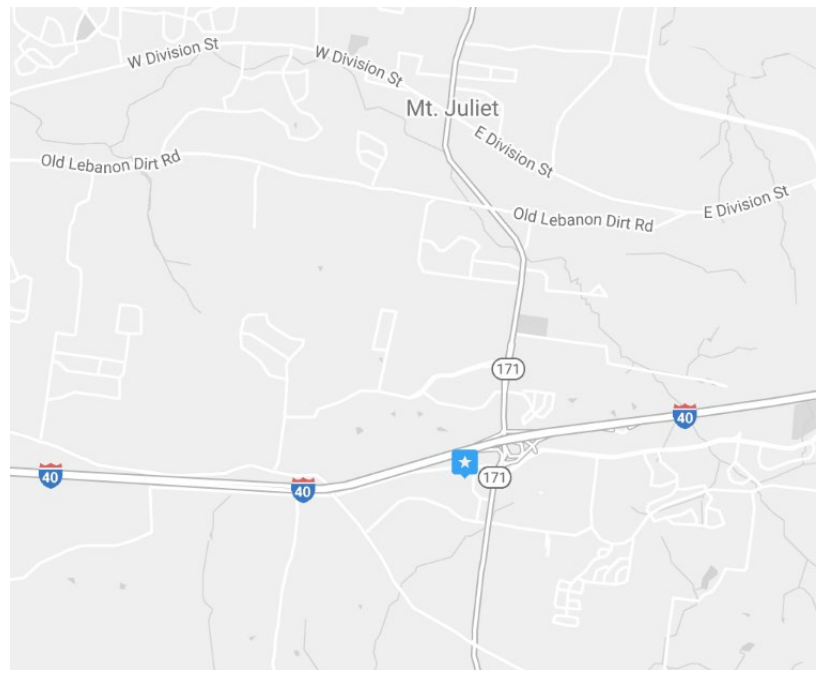 W Division St
W Division St
Mt. Juliet
E Division St
Old Lebanon Dirt Rd
E Division St
Old Lebanon Dirt Rd
171
40
40
171
40